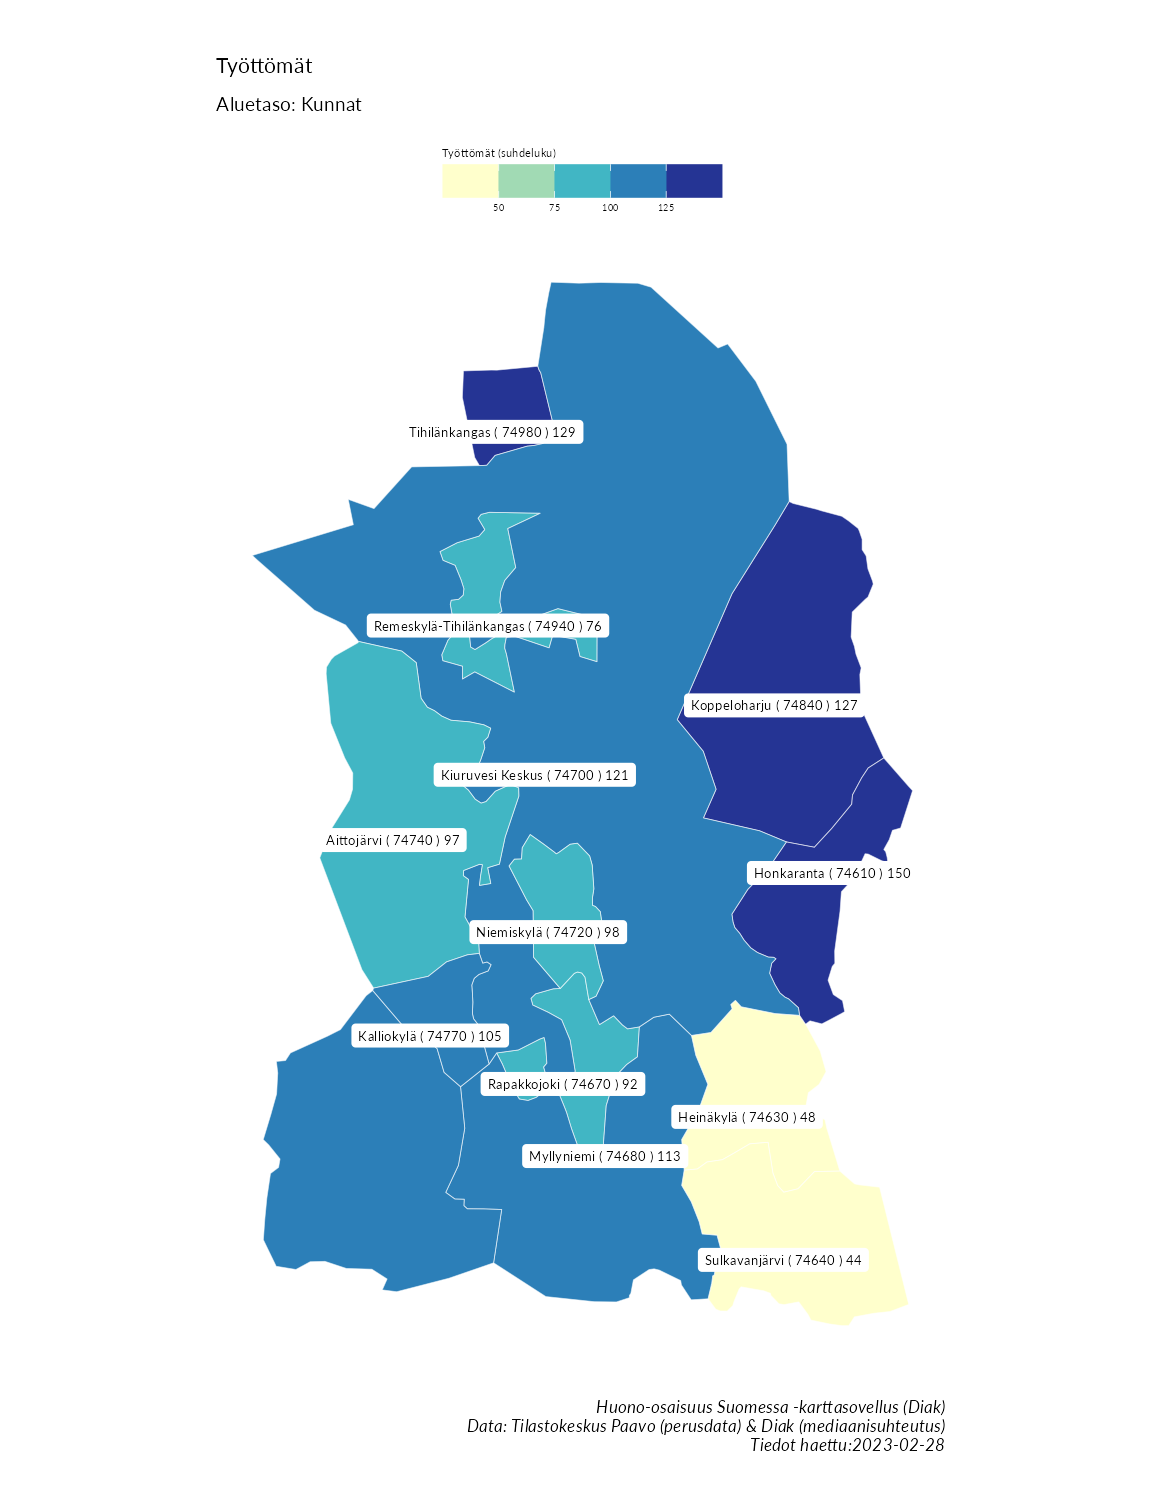 Työttömät
Aluetaso: Kunnat
Työttömät (suhdeluku)
50 75 100 125
Tihilänkangas ( 74980 ) 129
Remeskylä-Tihilänkangas ( 74940 ) 76
Koppeloharju ( 74840 ) 127
Kiuruvesi Keskus ( 74700 ) 121
Aittojärvi ( 74740 ) 97
Honkaranta ( 74610 ) 150
Niemiskylä ( 74720 ) 98
Kalliokylä ( 74770 ) 105
Rapakkojoki ( 74670 ) 92
Heinäkylä ( 74630 ) 48
Myllyniemi ( 74680 ) 113
Sulkavanjärvi ( 74640 ) 44
Huono-osaisuus Suomessa -karttasovellus (Diak)
Data: Tilastokeskus Paavo (perusdata) & Diak (mediaanisuhteutus)
Tiedot haettu:2023-02-28